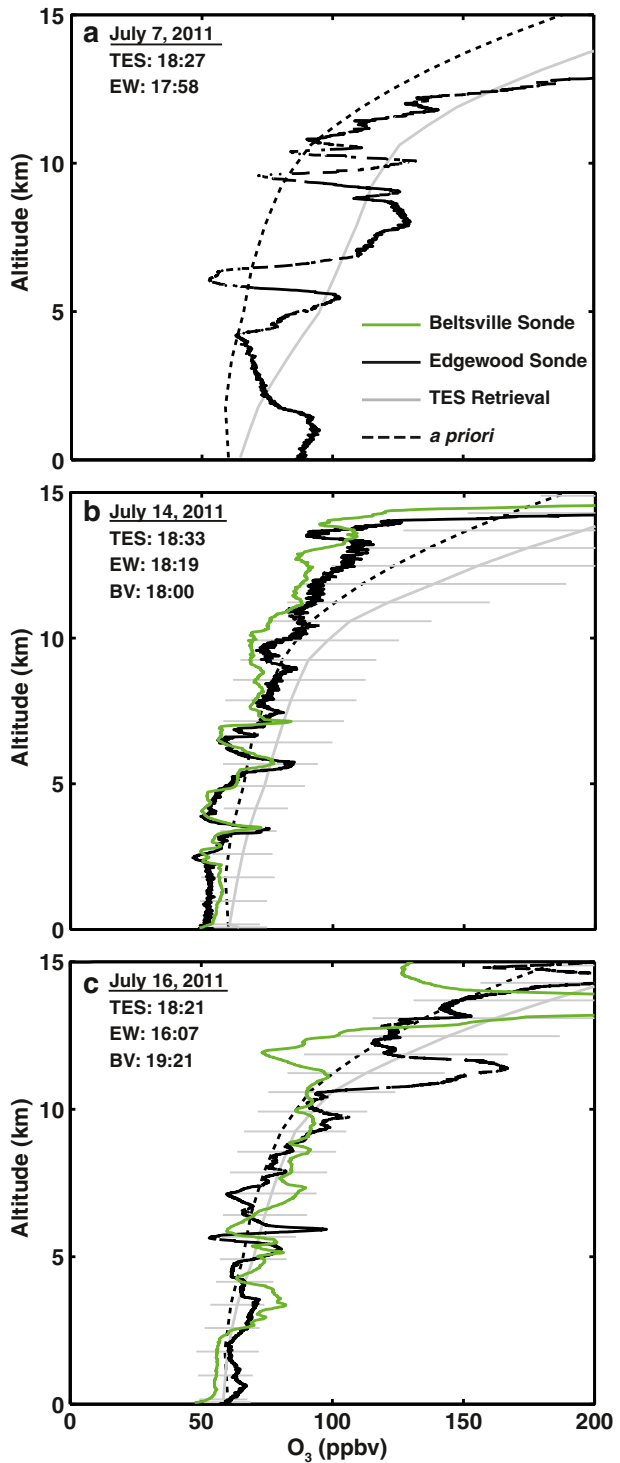 a July 7, 2011
TES: 18:27
EW: 17:58
15
10
5
0
Altitude (km)
Beltsville Sonde
Edgewood Sonde
TES Retrieval
a priori
b July 14, 2011
TES: 18:33
EW: 18:19
BV: 18:00
15
10
5
0
Altitude (km)
c July 16, 2011
TES: 18:21
EW: 16:07
BV: 19:21
15
10
5
0
Altitude (km)
0 50 100 150 200
O3 (ppbv)